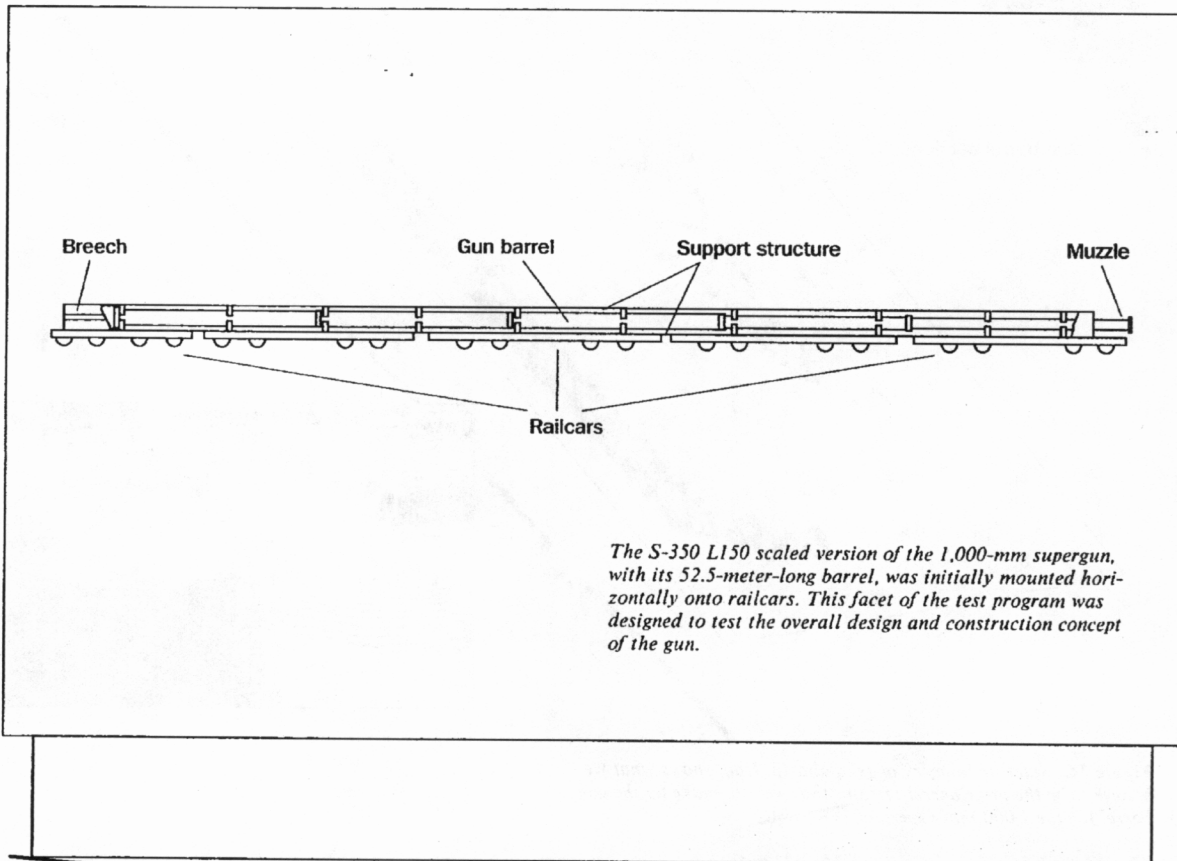 Breech
Gun barrel
Support structure
Muzzle
Railcars
The S-350 L150 scaled version of the 1,000-mm supergun,
with its 52.5-meter-long barrel, was initially mounted hori-
zontally onto railcars. This facet of the test program was
designed to test the overall design and construction concept
of the gun.